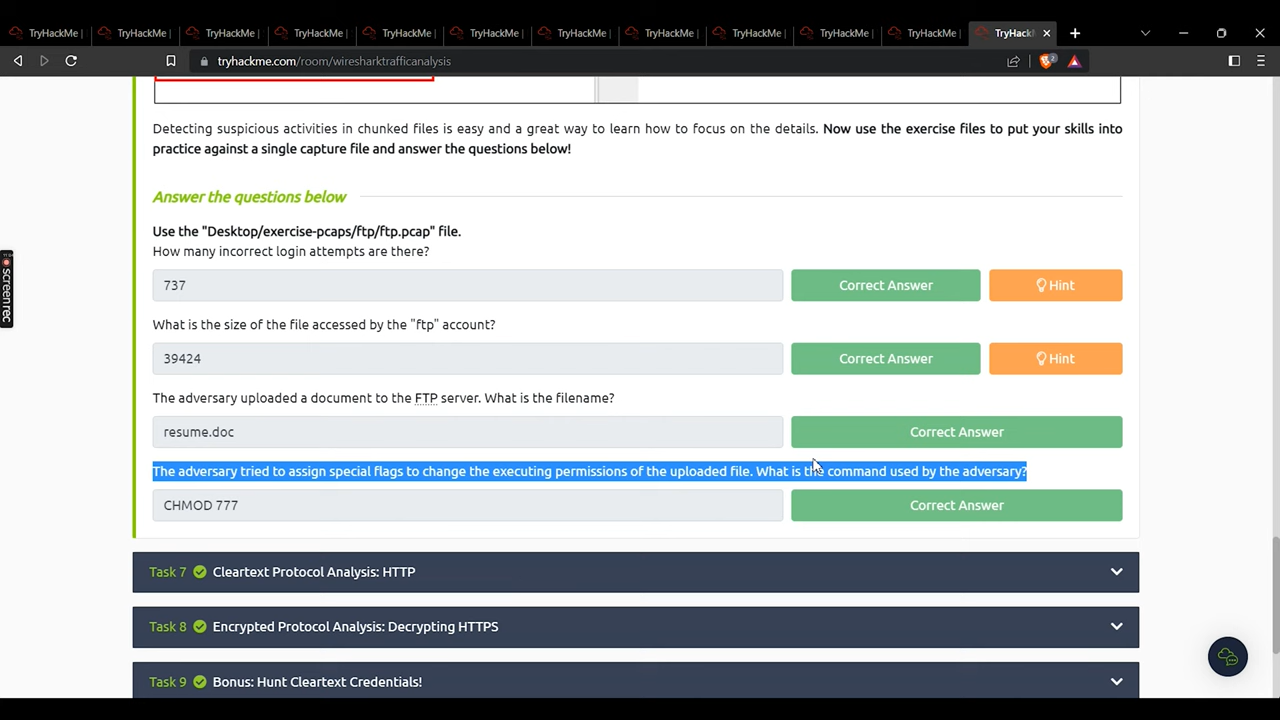 TryHackMe | TryHackMe | TryHackMe | TryHackMe | TryHackMe | TryHackMe | TryHackMe | TryHackMe | TryHackMe | TryHackMe | TryHackM
tryhackme.com/room/wiresharktrafficanalysis
2
Detecting suspicious activities in chunked files is easy and a great way to learn how to focus on the details. Now use the exercise files to put your skills into
practice against a single capture file and answer the questions below!
Answer the questions below
Use the "Desktop/exercise-pcaps/ftp/ftp.pcap" file.
How many incorrect login attempts are there?
737 Correct Answer Hint
What is the size of the file accessed by the "ftp" account?
39424 Correct Answer Hint
The adversary uploaded a document to the FTP server. What is the filename?
resume.doc Correct Answer
The adversary tried to assign special flags to change the executing permissions of the uploaded file. What is the command used by the adversary?
CHMOD 777 Correct Answer
Task 7 Cleartext Protocol Analysis: HTTP
Task 8 Encrypted Protocol Analysis: Decrypting HTTPS
Task 9 Bonus: Hunt Cleartext Credentials!
screenrec